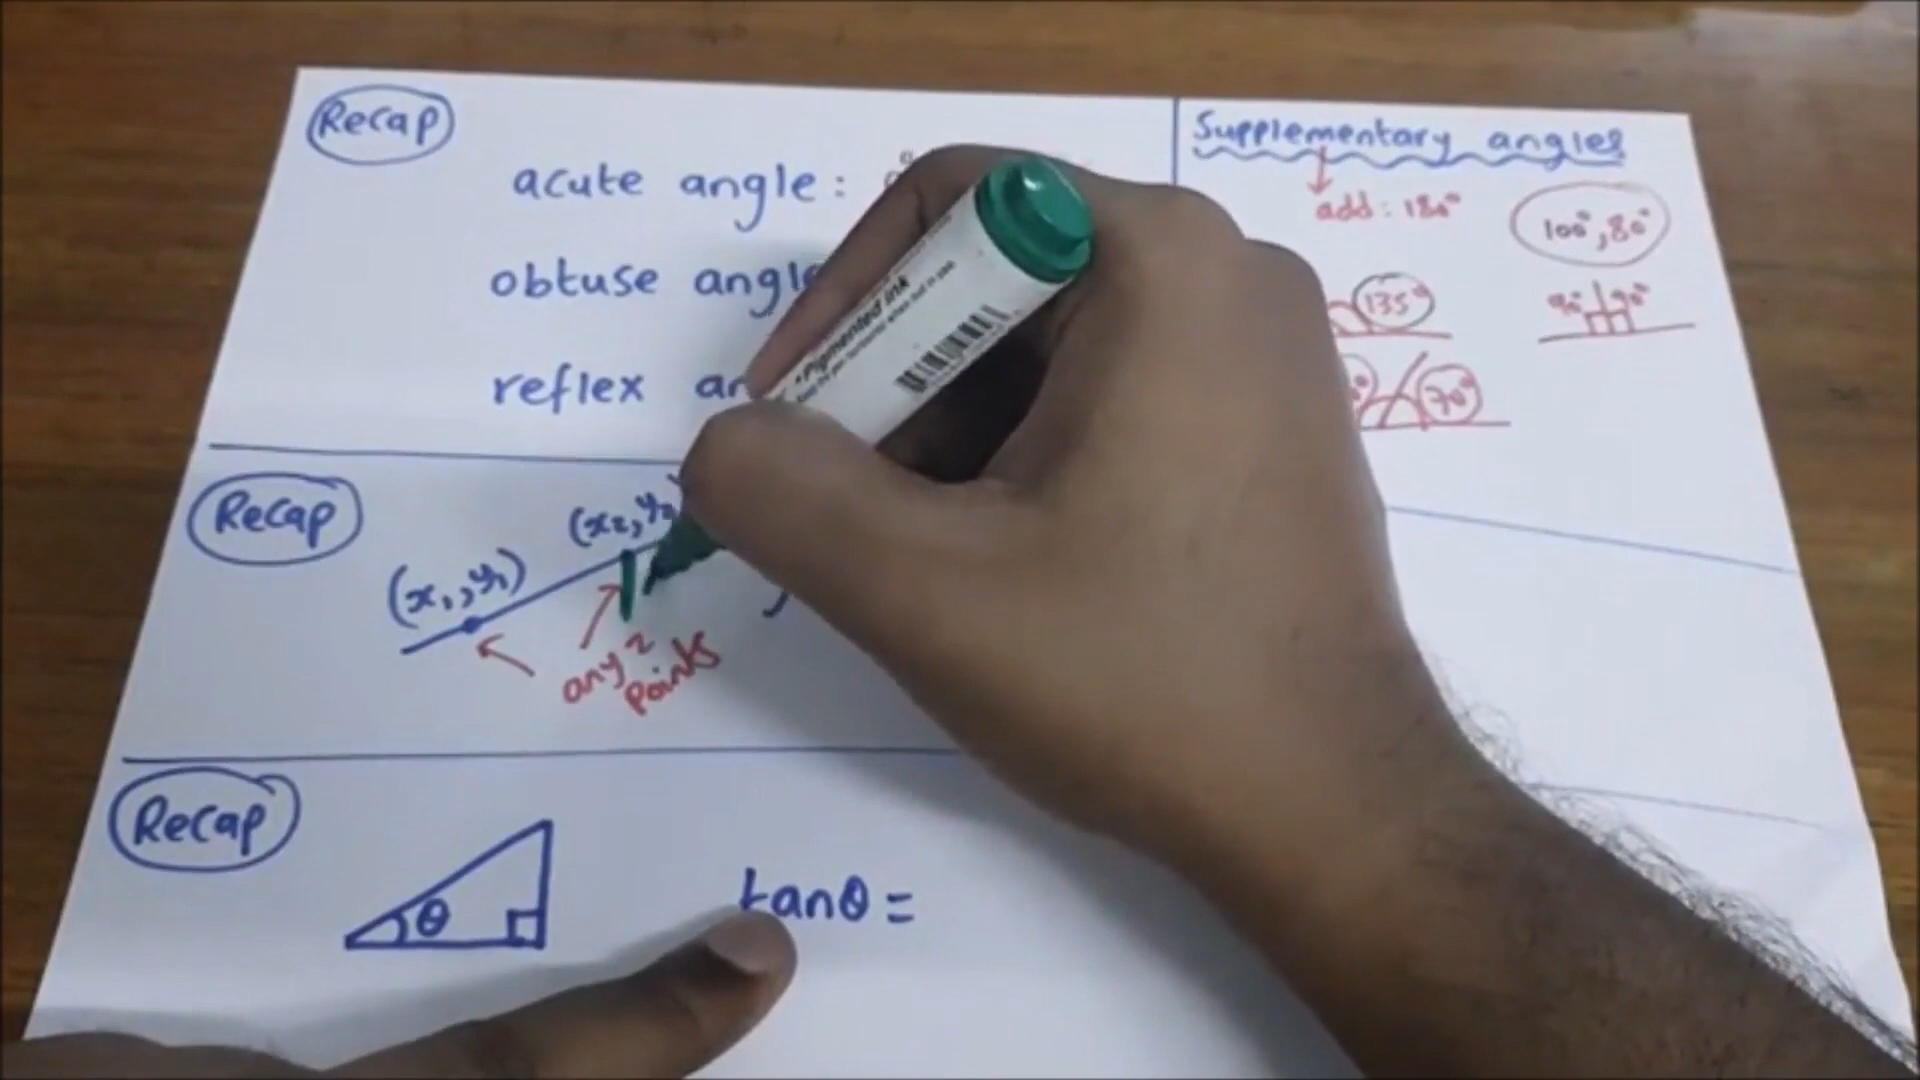 Recap
acute angle:
obtuse angle
reflex an
Supplementary angles
add: 180°
100°, 80°
135°
90° 90°
70°
• Pigmented ink
Recap
(x₁, y₁)
(x₂, y₂
any 2
points
Recap
θ
tanθ =